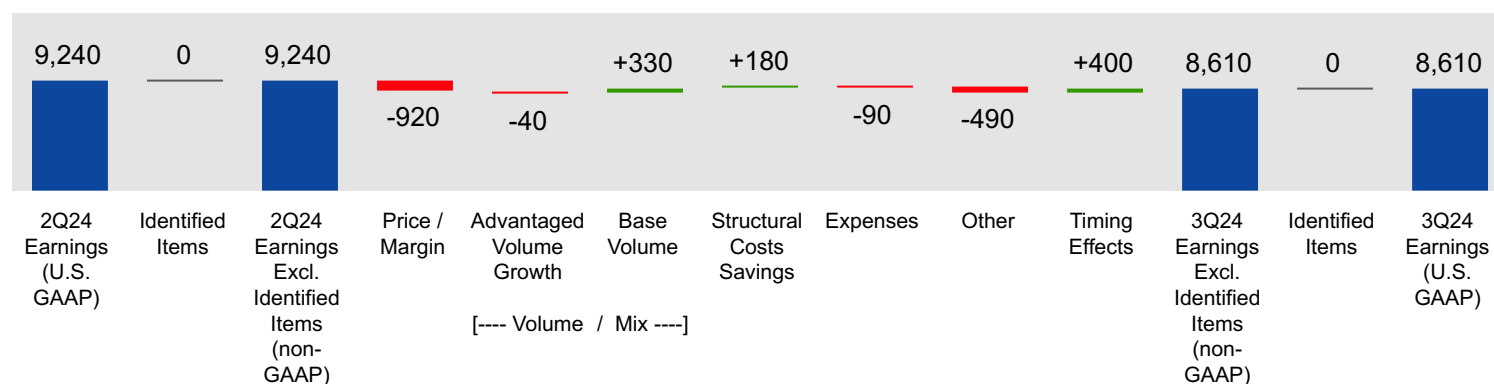 9,240
0
9,240
-920
-40
+330
+180
-90
-490
+400
8,610
0
8,610
2Q24
Earnings
(U.S.
GAAP)
Identified
Items
2Q24
Earnings
Excl.
Identified
Items
(non-
GAAP)
Price /
Margin
Advantaged
Volume
Growth
Base
Volume
[---- Volume / Mix ----]
Structural
Costs
Savings
Expenses
Other
Timing
Effects
3Q24
Earnings
Excl.
Identified
Items
(non-
GAAP)
Identified
Items
3Q24
Earnings
(U.S.
GAAP)